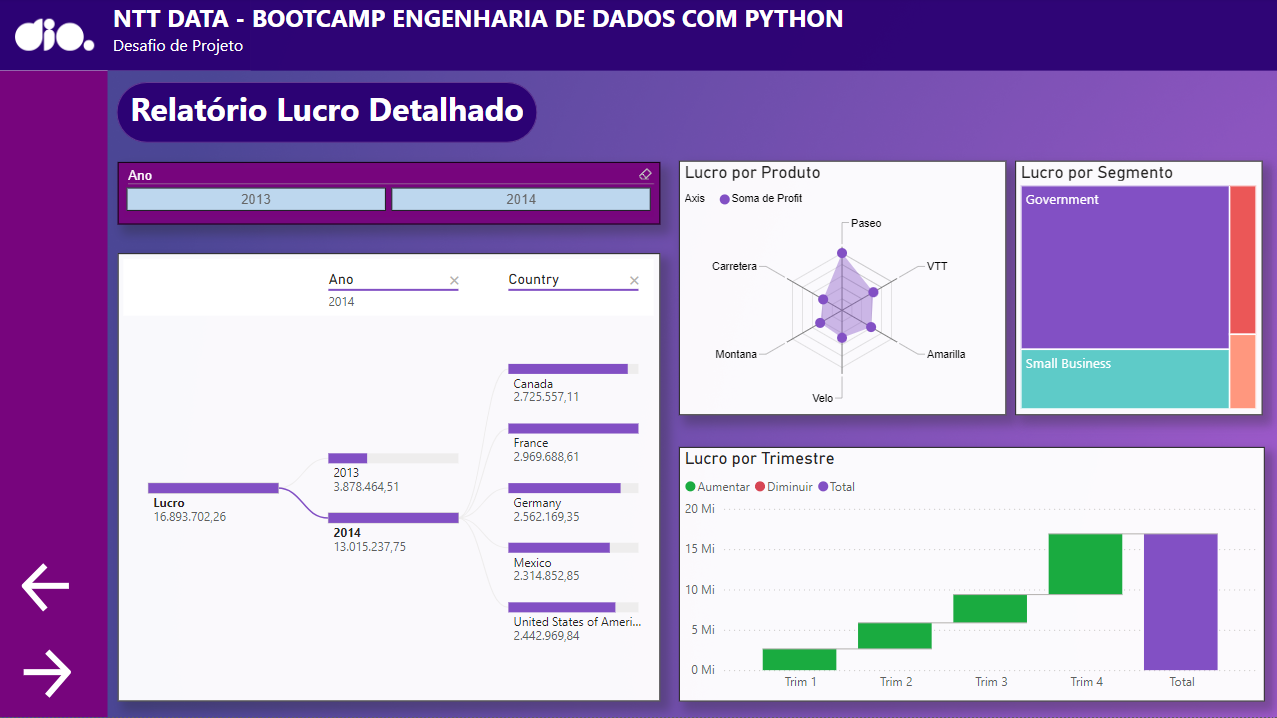 dio.
NTT DATA - BOOTCAMP ENGENHARIA DE DADOS COM PYTHON
Desafio de Projeto
Relatório Lucro Detalhado
Ano
2013
2014
Ano
Country
2014
Lucro
16.893.702,26
2013
3.878.464,51
2014
13.015.237,75
Canada
2.725.557,11
France
2.969.688,61
Germany
2.562.169,35
Mexico
2.314.852,85
United States of Ameri...
2.442.969,84
Lucro por Produto
Axis
Soma de Profit
Paseo
Carretera
VTT
Montana
Amarilla
Velo
Lucro por Segmento
Government
Small Business
Lucro por Trimestre
Aumentar
Diminuir
Total
20 Mi
15 Mi
10 Mi
5 Mi
0 Mi
Trim 1
Trim 2
Trim 3
Trim 4
Total